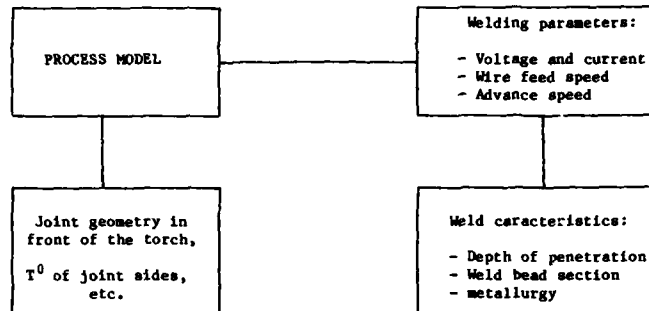 PROCESS MODEL
Welding parameters:
- Voltage and current
- Wire feed speed
- Advance speed
Joint geometry in
front of the torch,
T⁰ of joint sides,
etc.
Weld caracteristics:
- Depth of penetration
- Weld bead section
- metallurgy